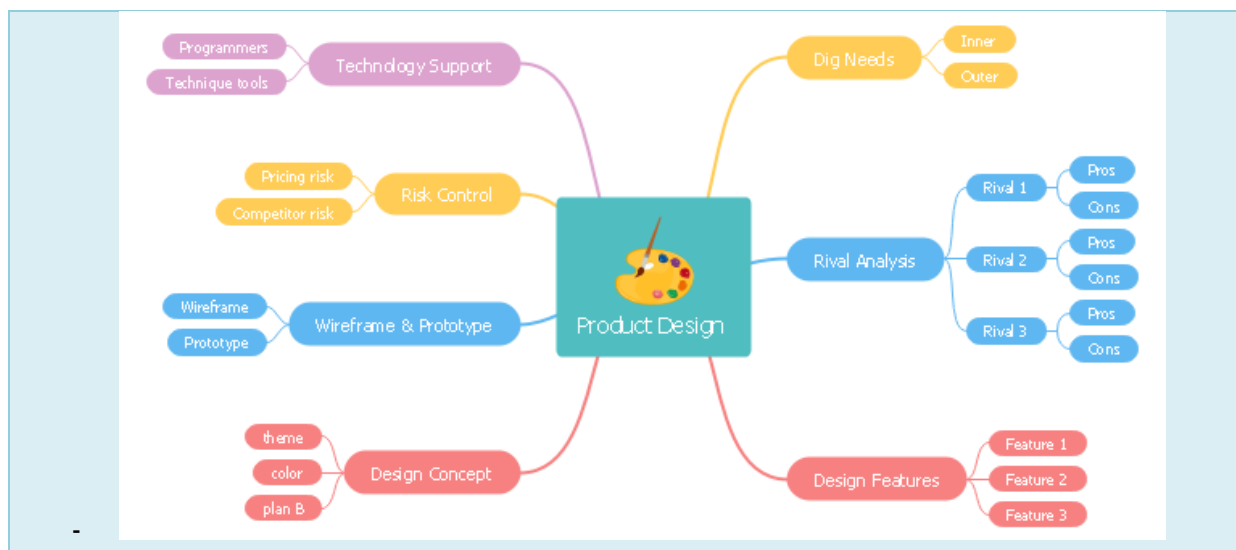 Programmers
Technique tools
Technology Support
Pricing risk
Competitor risk
Risk Control
Wireframe
Prototype
Wireframe & Prototype
theme
color
plan B
Design Concept
Product Design
Dig Needs
Inner
Outer
Rival Analysis
Rival 1
Pros
Cons
Rival 2
Pros
Cons
Rival 3
Pros
Cons
Design Features
Feature 1
Feature 2
Feature 3
-